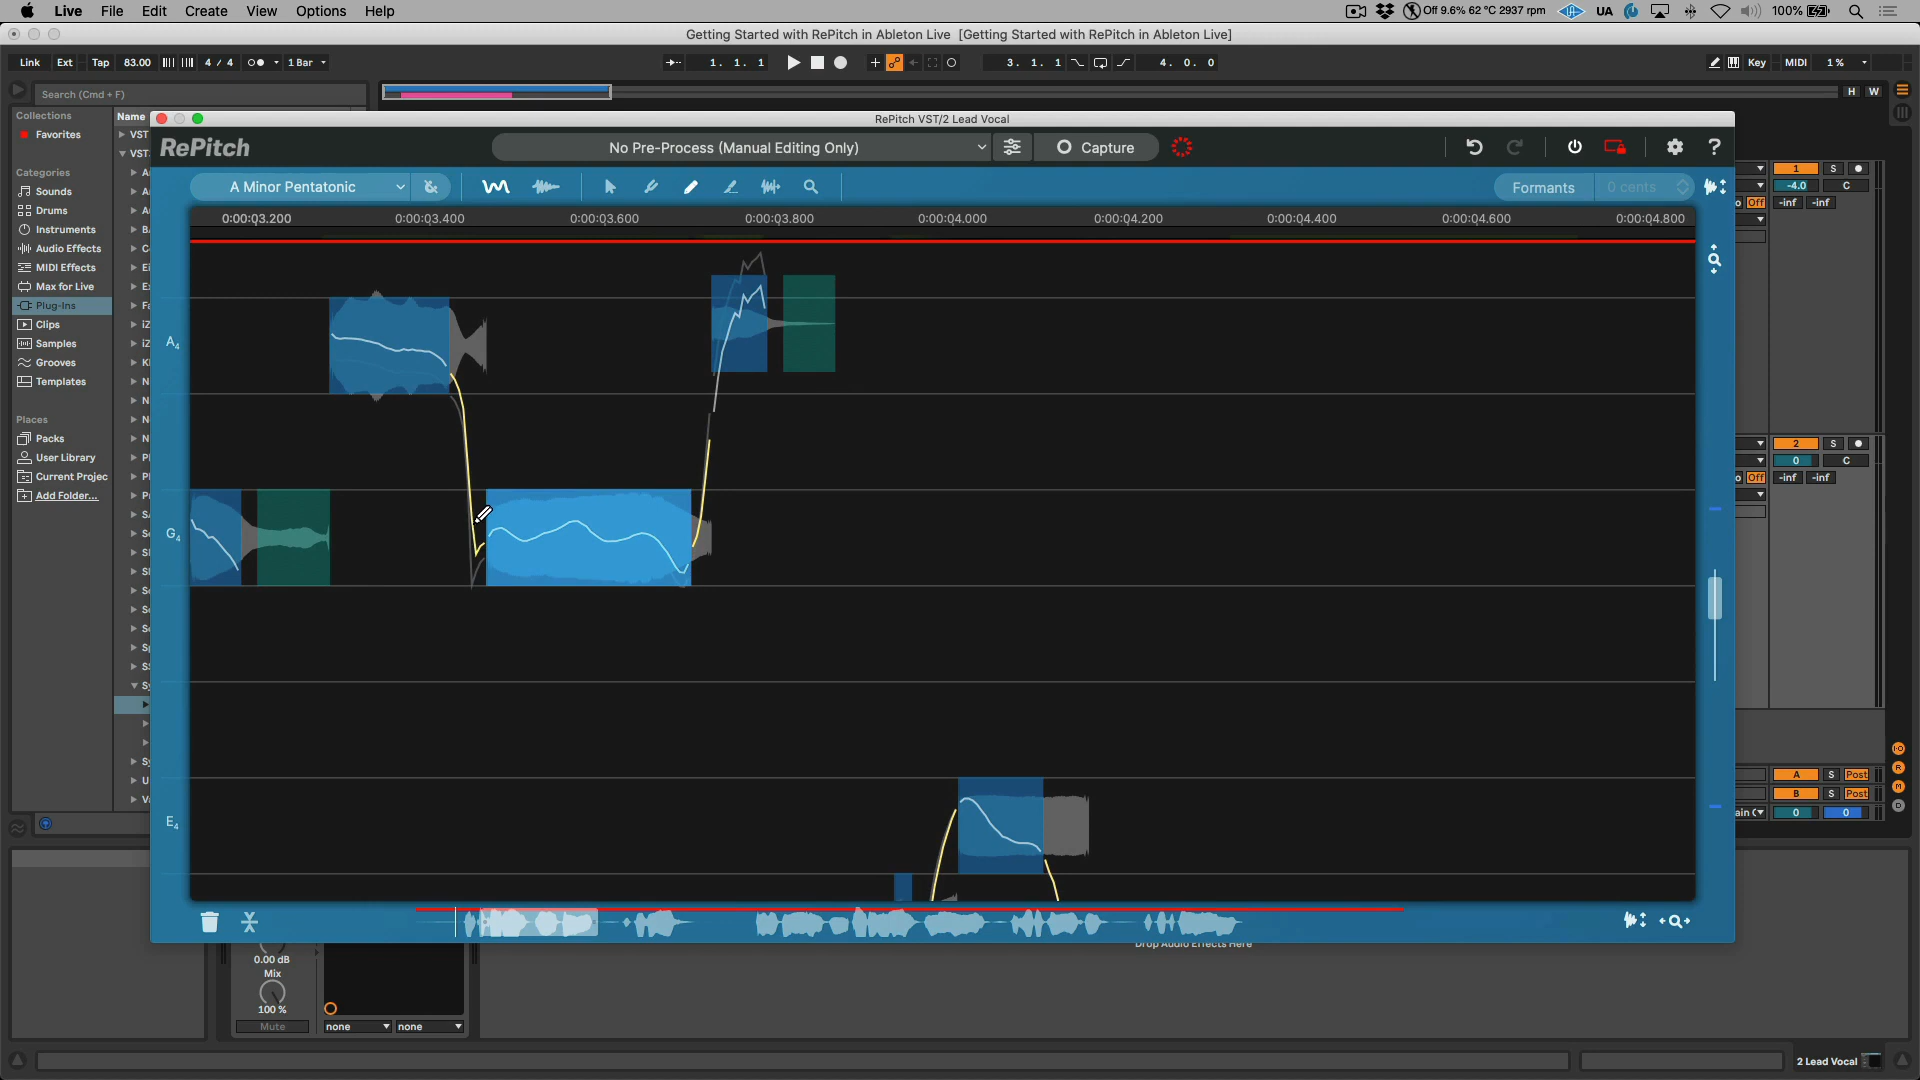 Live File Edit Create View Options Help
Off 9.6% 62 °C 2937 rpm UA 100%
Getting Started with RePitch in Ableton Live [Getting Started with RePitch in Ableton Live]
Link Ext Tap 83.00 4 / 4 1 Bar 1. 1. 1 3. 1. 1 4. 0. 0 Key MIDI 1%
Search (Cmd + F)
H W
Collections
Name
Favorites
VST
VST
Categories
Sounds
Drums
Instruments
Audio Effects
MIDI Effects
Max for Live
Plug-Ins
Clips
Samples
Grooves
Templates
Places
Packs
User Library
Current Projec
Add Folder...
RePitch VST/2 Lead Vocal
RePitch
No Pre-Process (Manual Editing Only)
Capture
?
A Minor Pentatonic
Formants 0 cents
0:00:03.200 0:00:03.400 0:00:03.600 0:00:03.800 0:00:04.000 0:00:04.200 0:00:04.400 0:00:04.600 0:00:04.800
A4
G4
E4
1 S
-4.0 C
Off -inf -inf
2 S
0 C
Off -inf -inf
A S Post
B S Post
0 0
Drop Audio Effects Here
0.00 dB
Mix
100 %
Mute none none
2 Lead Vocal